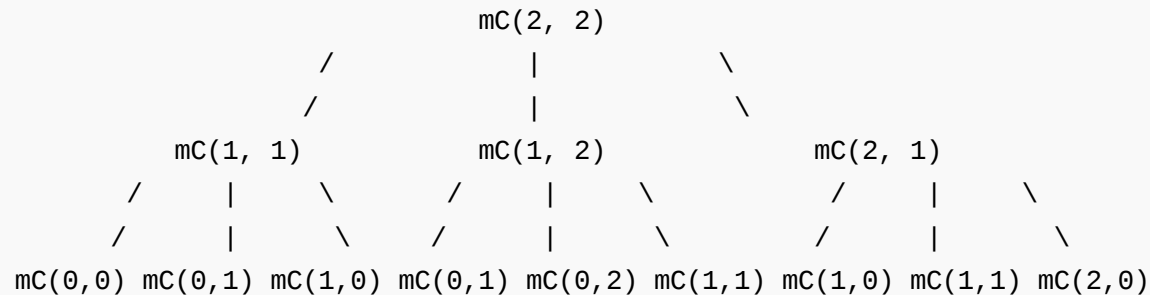 mC(2, 2)
/ | \
/ | \
mC(1, 1) mC(1, 2) mC(2, 1)
/ | \ / | \ / | \
/ | \ / | \ / | \
mC(0,0) mC(0,1) mC(1,0) mC(0,1) mC(0,2) mC(1,1) mC(1,0) mC(1,1) mC(2,0)